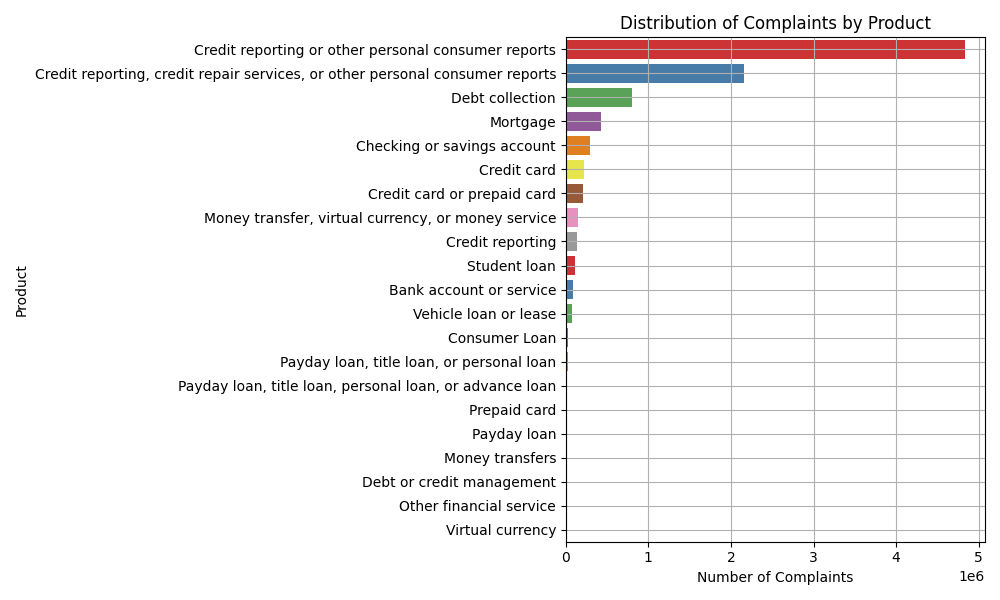 Distribution of Complaints by Product
Credit reporting or other personal consumer reports
Credit reporting, credit repair services, or other personal consumer reports
Debt collection
Mortgage
Checking or savings account
Credit card
Credit card or prepaid card
Money transfer, virtual currency, or money service
Credit reporting
Student loan
Bank account or service
Vehicle loan or lease
Consumer Loan
Payday loan, title loan, or personal loan
Payday loan, title loan, personal loan, or advance loan
Prepaid card
Payday loan
Money transfers
Debt or credit management
Other financial service
Virtual currency
Product
0 1 2 3 4 5
1e6
Number of Complaints